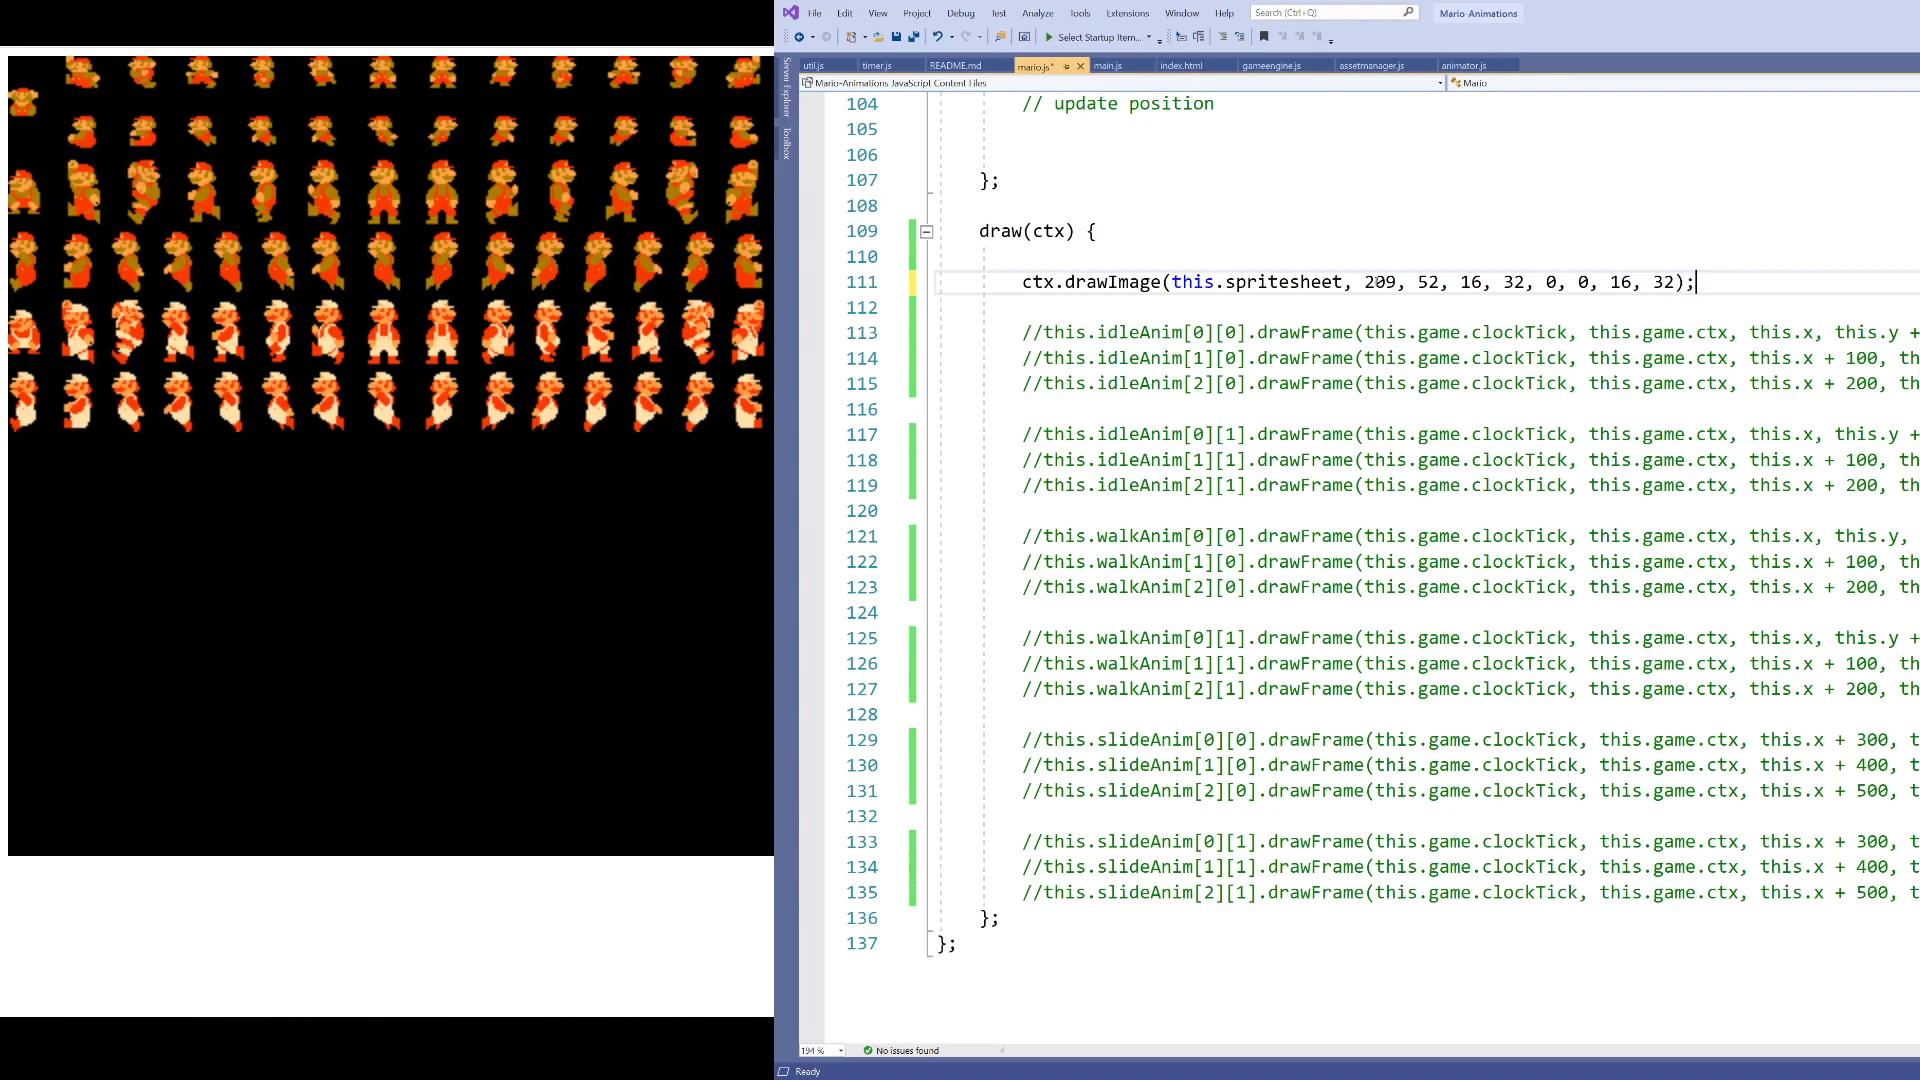 File Edit View Project Debug Test Analyze Tools Extensions Window Help Search (Ctrl+Q) Mario-Animations
Select Startup Item...
util.js timer.js README.md mario.js* main.js index.html gameengine.js assetmanager.js animator.js
Mario-Animations JavaScript Content Files Mario
Server Explorer
Toolbox
104 // update position
105
106
107 };
108
109 draw(ctx) {
110
111 ctx.drawImage(this.spritesheet, 209, 52, 16, 32, 0, 0, 16, 32);
112
113 //this.idleAnim[0][0].drawFrame(this.game.clockTick, this.game.ctx, this.x, this.y +
114 //this.idleAnim[1][0].drawFrame(this.game.clockTick, this.game.ctx, this.x + 100, th
115 //this.idleAnim[2][0].drawFrame(this.game.clockTick, this.game.ctx, this.x + 200, th
116
117 //this.idleAnim[0][1].drawFrame(this.game.clockTick, this.game.ctx, this.x, this.y +
118 //this.idleAnim[1][1].drawFrame(this.game.clockTick, this.game.ctx, this.x + 100, th
119 //this.idleAnim[2][1].drawFrame(this.game.clockTick, this.game.ctx, this.x + 200, th
120
121 //this.walkAnim[0][0].drawFrame(this.game.clockTick, this.game.ctx, this.x, this.y,
122 //this.walkAnim[1][0].drawFrame(this.game.clockTick, this.game.ctx, this.x + 100, th
123 //this.walkAnim[2][0].drawFrame(this.game.clockTick, this.game.ctx, this.x + 200, th
124
125 //this.walkAnim[0][1].drawFrame(this.game.clockTick, this.game.ctx, this.x, this.y +
126 //this.walkAnim[1][1].drawFrame(this.game.clockTick, this.game.ctx, this.x + 100, th
127 //this.walkAnim[2][1].drawFrame(this.game.clockTick, this.game.ctx, this.x + 200, th
128
129 //this.slideAnim[0][0].drawFrame(this.game.clockTick, this.game.ctx, this.x + 300, t
130 //this.slideAnim[1][0].drawFrame(this.game.clockTick, this.game.ctx, this.x + 400, t
131 //this.slideAnim[2][0].drawFrame(this.game.clockTick, this.game.ctx, this.x + 500, t
132
133 //this.slideAnim[0][1].drawFrame(this.game.clockTick, this.game.ctx, this.x + 300, t
134 //this.slideAnim[1][1].drawFrame(this.game.clockTick, this.game.ctx, this.x + 400, t
135 //this.slideAnim[2][1].drawFrame(this.game.clockTick, this.game.ctx, this.x + 500, t
136 };
137 };
194 % No issues found
Ready